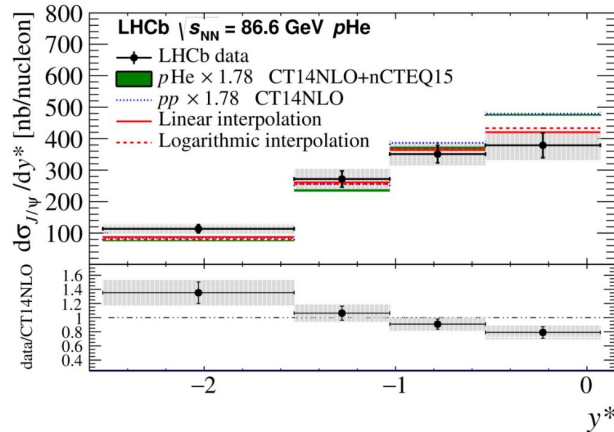 LHCb √s_NN = 86.6 GeV pHe
LHCb data
pHe × 1.78 CT14NLO+nCTEQ15
pp × 1.78 CT14NLO
Linear interpolation
Logarithmic interpolation
dσ_J/ψ/dy* [nb/nucleon]
800
700
600
500
400
300
200
100
data/CT14NLO
1.6
1.4
1.2
1
0.8
0.6
0.4
−2
−1
0
y*